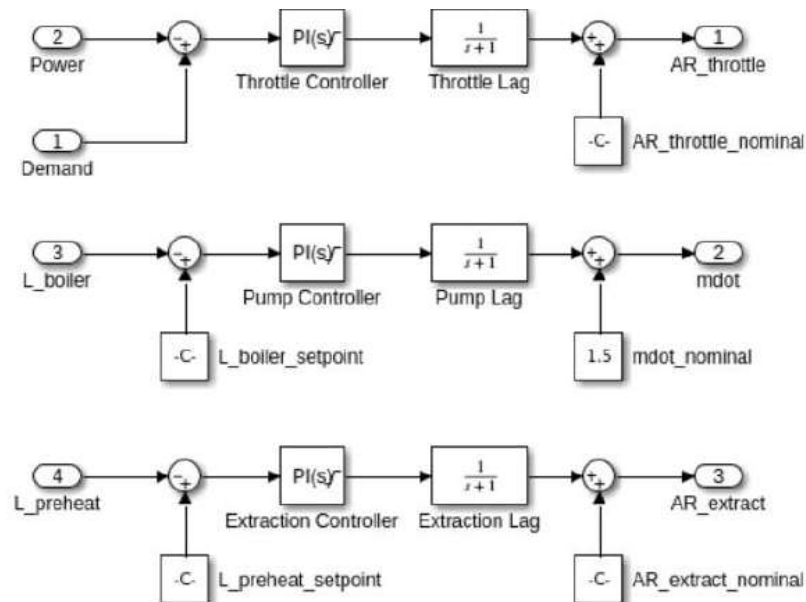 2
Power
− +
PI(s)
Throttle Controller
1
s+1
Throttle Lag
+ +
1
AR_throttle
1
Demand
-C-
AR_throttle_nominal
3
L_boiler
− +
PI(s)
Pump Controller
1
s+1
Pump Lag
+ +
2
mdot
-C-
L_boiler_setpoint
1.5
mdot_nominal
4
L_preheat
− +
PI(s)
Extraction Controller
1
s+1
Extraction Lag
+ +
3
AR_extract
-C-
L_preheat_setpoint
-C-
AR_extract_nominal